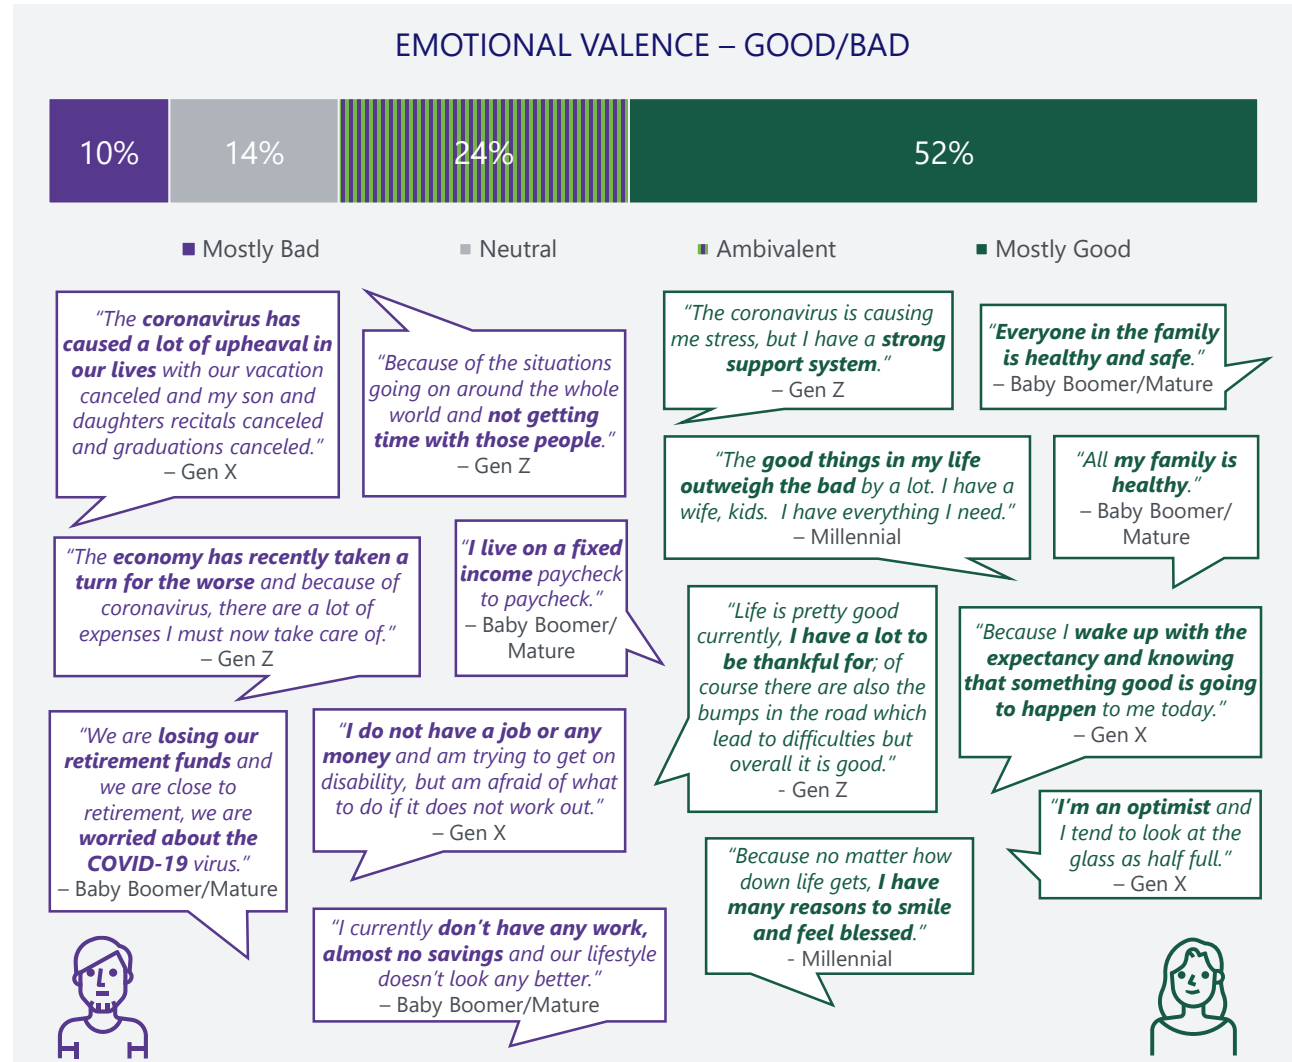 EMOTIONAL VALENCE – GOOD/BAD
10%
14%
24%
52%
Mostly Bad
Neutral
Ambivalent
Mostly Good
“The coronavirus has
caused a lot of upheaval in
our lives with our vacation
canceled and my son and
daughters recitals canceled
and graduations canceled.”
– Gen X
“Because of the situations
going on around the whole
world and not getting
time with those people.”
– Gen Z
“The economy has recently taken a
turn for the worse and because of
coronavirus, there are a lot of
expenses I must now take care of.”
– Gen Z
“I live on a fixed
income paycheck
to paycheck.”
– Baby Boomer/
Mature
“We are losing our
retirement funds and
we are close to
retirement, we are
worried about the
COVID-19 virus.”
– Baby Boomer/Mature
“I do not have a job or any
money and am trying to get on
disability, but am afraid of what
to do if it does not work out.”
– Gen X
“I currently don’t have any work,
almost no savings and our lifestyle
doesn’t look any better.”
– Baby Boomer/Mature
“The coronavirus is causing
me stress, but I have a strong
support system.”
– Gen Z
“Everyone in the family
is healthy and safe.”
– Baby Boomer/Mature
“The good things in my life
outweigh the bad by a lot. I have a
wife, kids.  I have everything I need.”
– Millennial
“All my family is
healthy.”
– Baby Boomer/
Mature
“Life is pretty good
currently, I have a lot to
be thankful for; of
course there are also the
bumps in the road which
lead to difficulties but
overall it is good.”
- Gen Z
“Because I wake up with the
expectancy and knowing
that something good is going
to happen to me today.”
– Gen X
“I'm an optimist and
I tend to look at the
glass as half full.”
– Gen X
“Because no matter how
down life gets, I have
many reasons to smile
and feel blessed.”
- Millennial